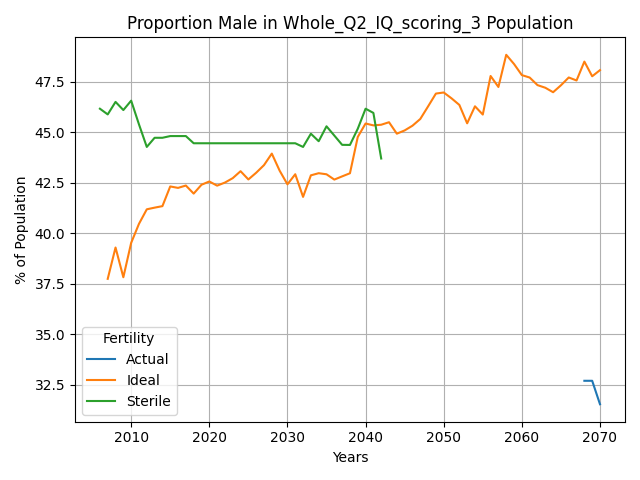 Proportion Male in Whole_Q2_IQ_scoring_3 Population
% of Population
47.5
45.0
42.5
40.0
37.5
35.0
32.5
Fertility
Actual
Ideal
Sterile
2010 2020 2030 2040 2050 2060 2070
Years